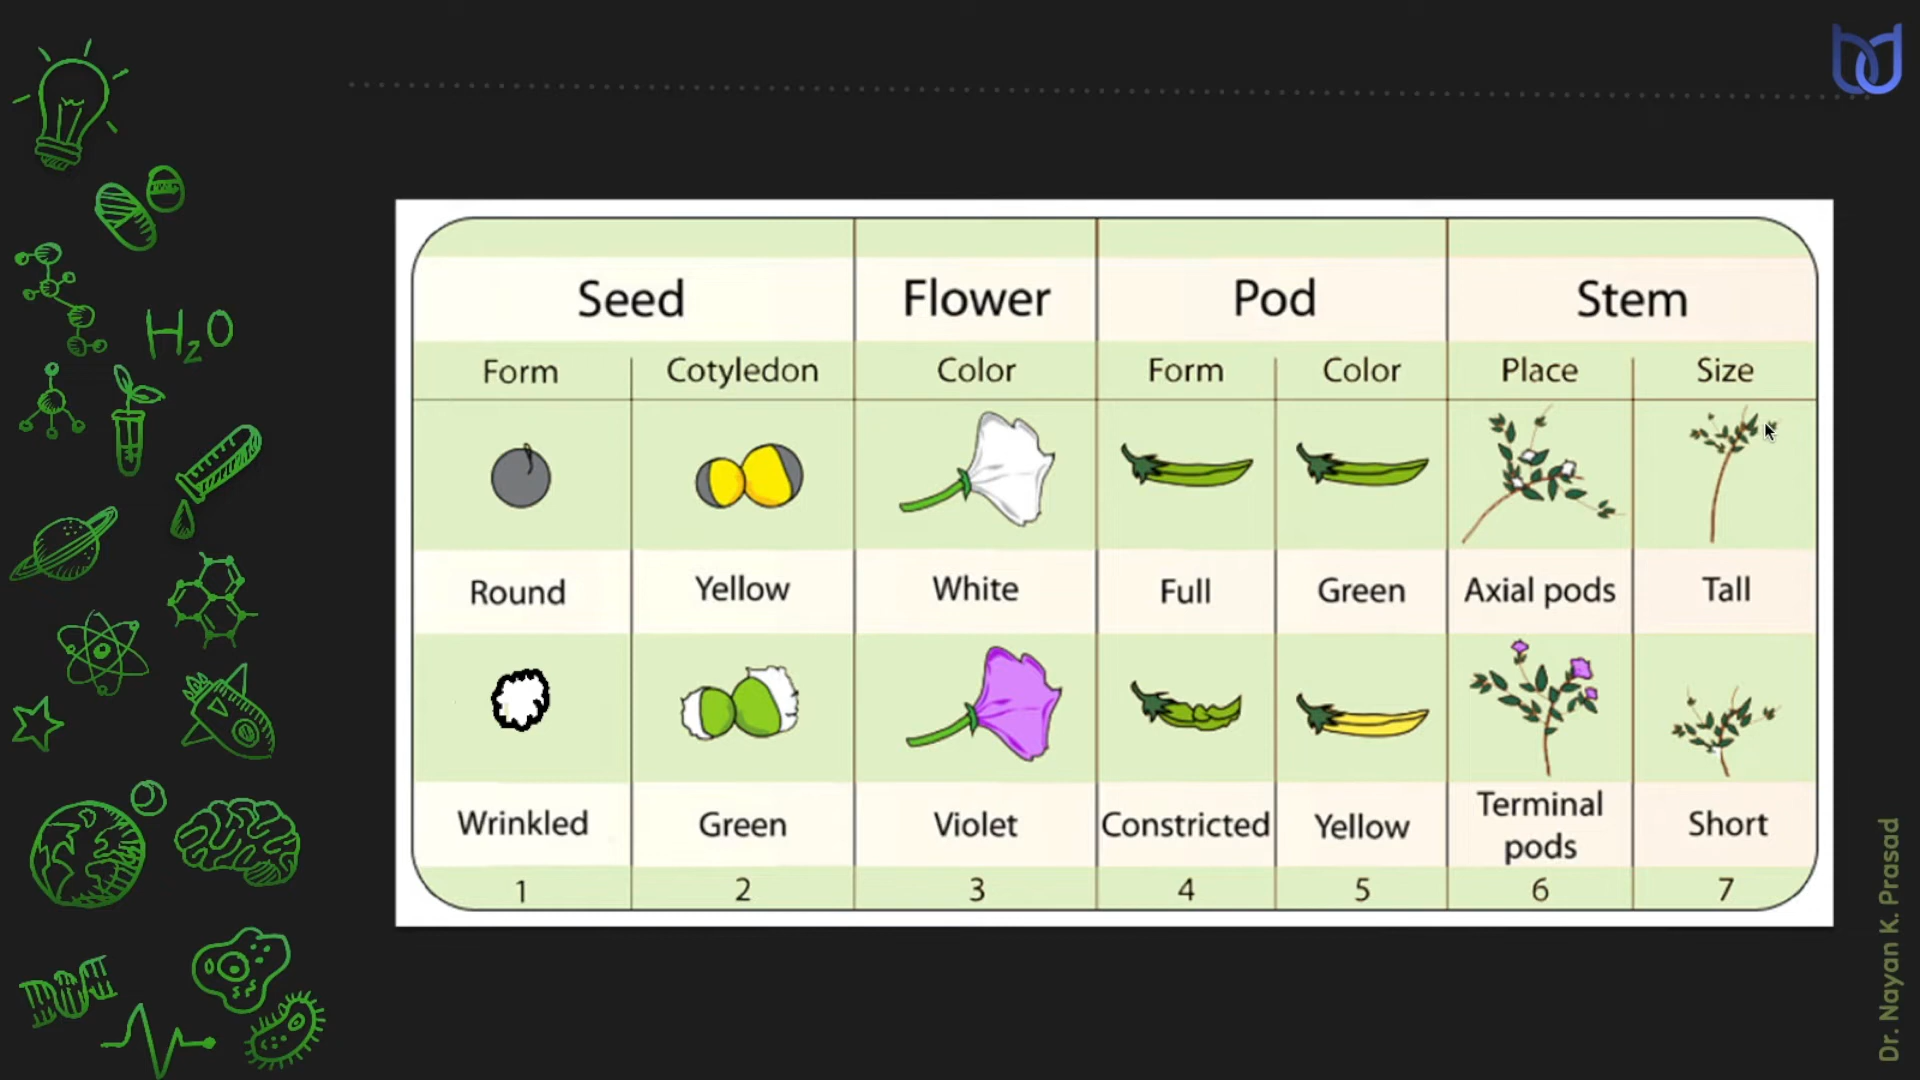 H₂O
Seed Flower Pod Stem
Form Cotyledon Color Form Color Place Size
Round Yellow White Full Green Axial pods Tall
Wrinkled Green Violet Constricted Yellow Terminal pods Short
1 2 3 4 5 6 7
Dr. Nayan K. Prasad